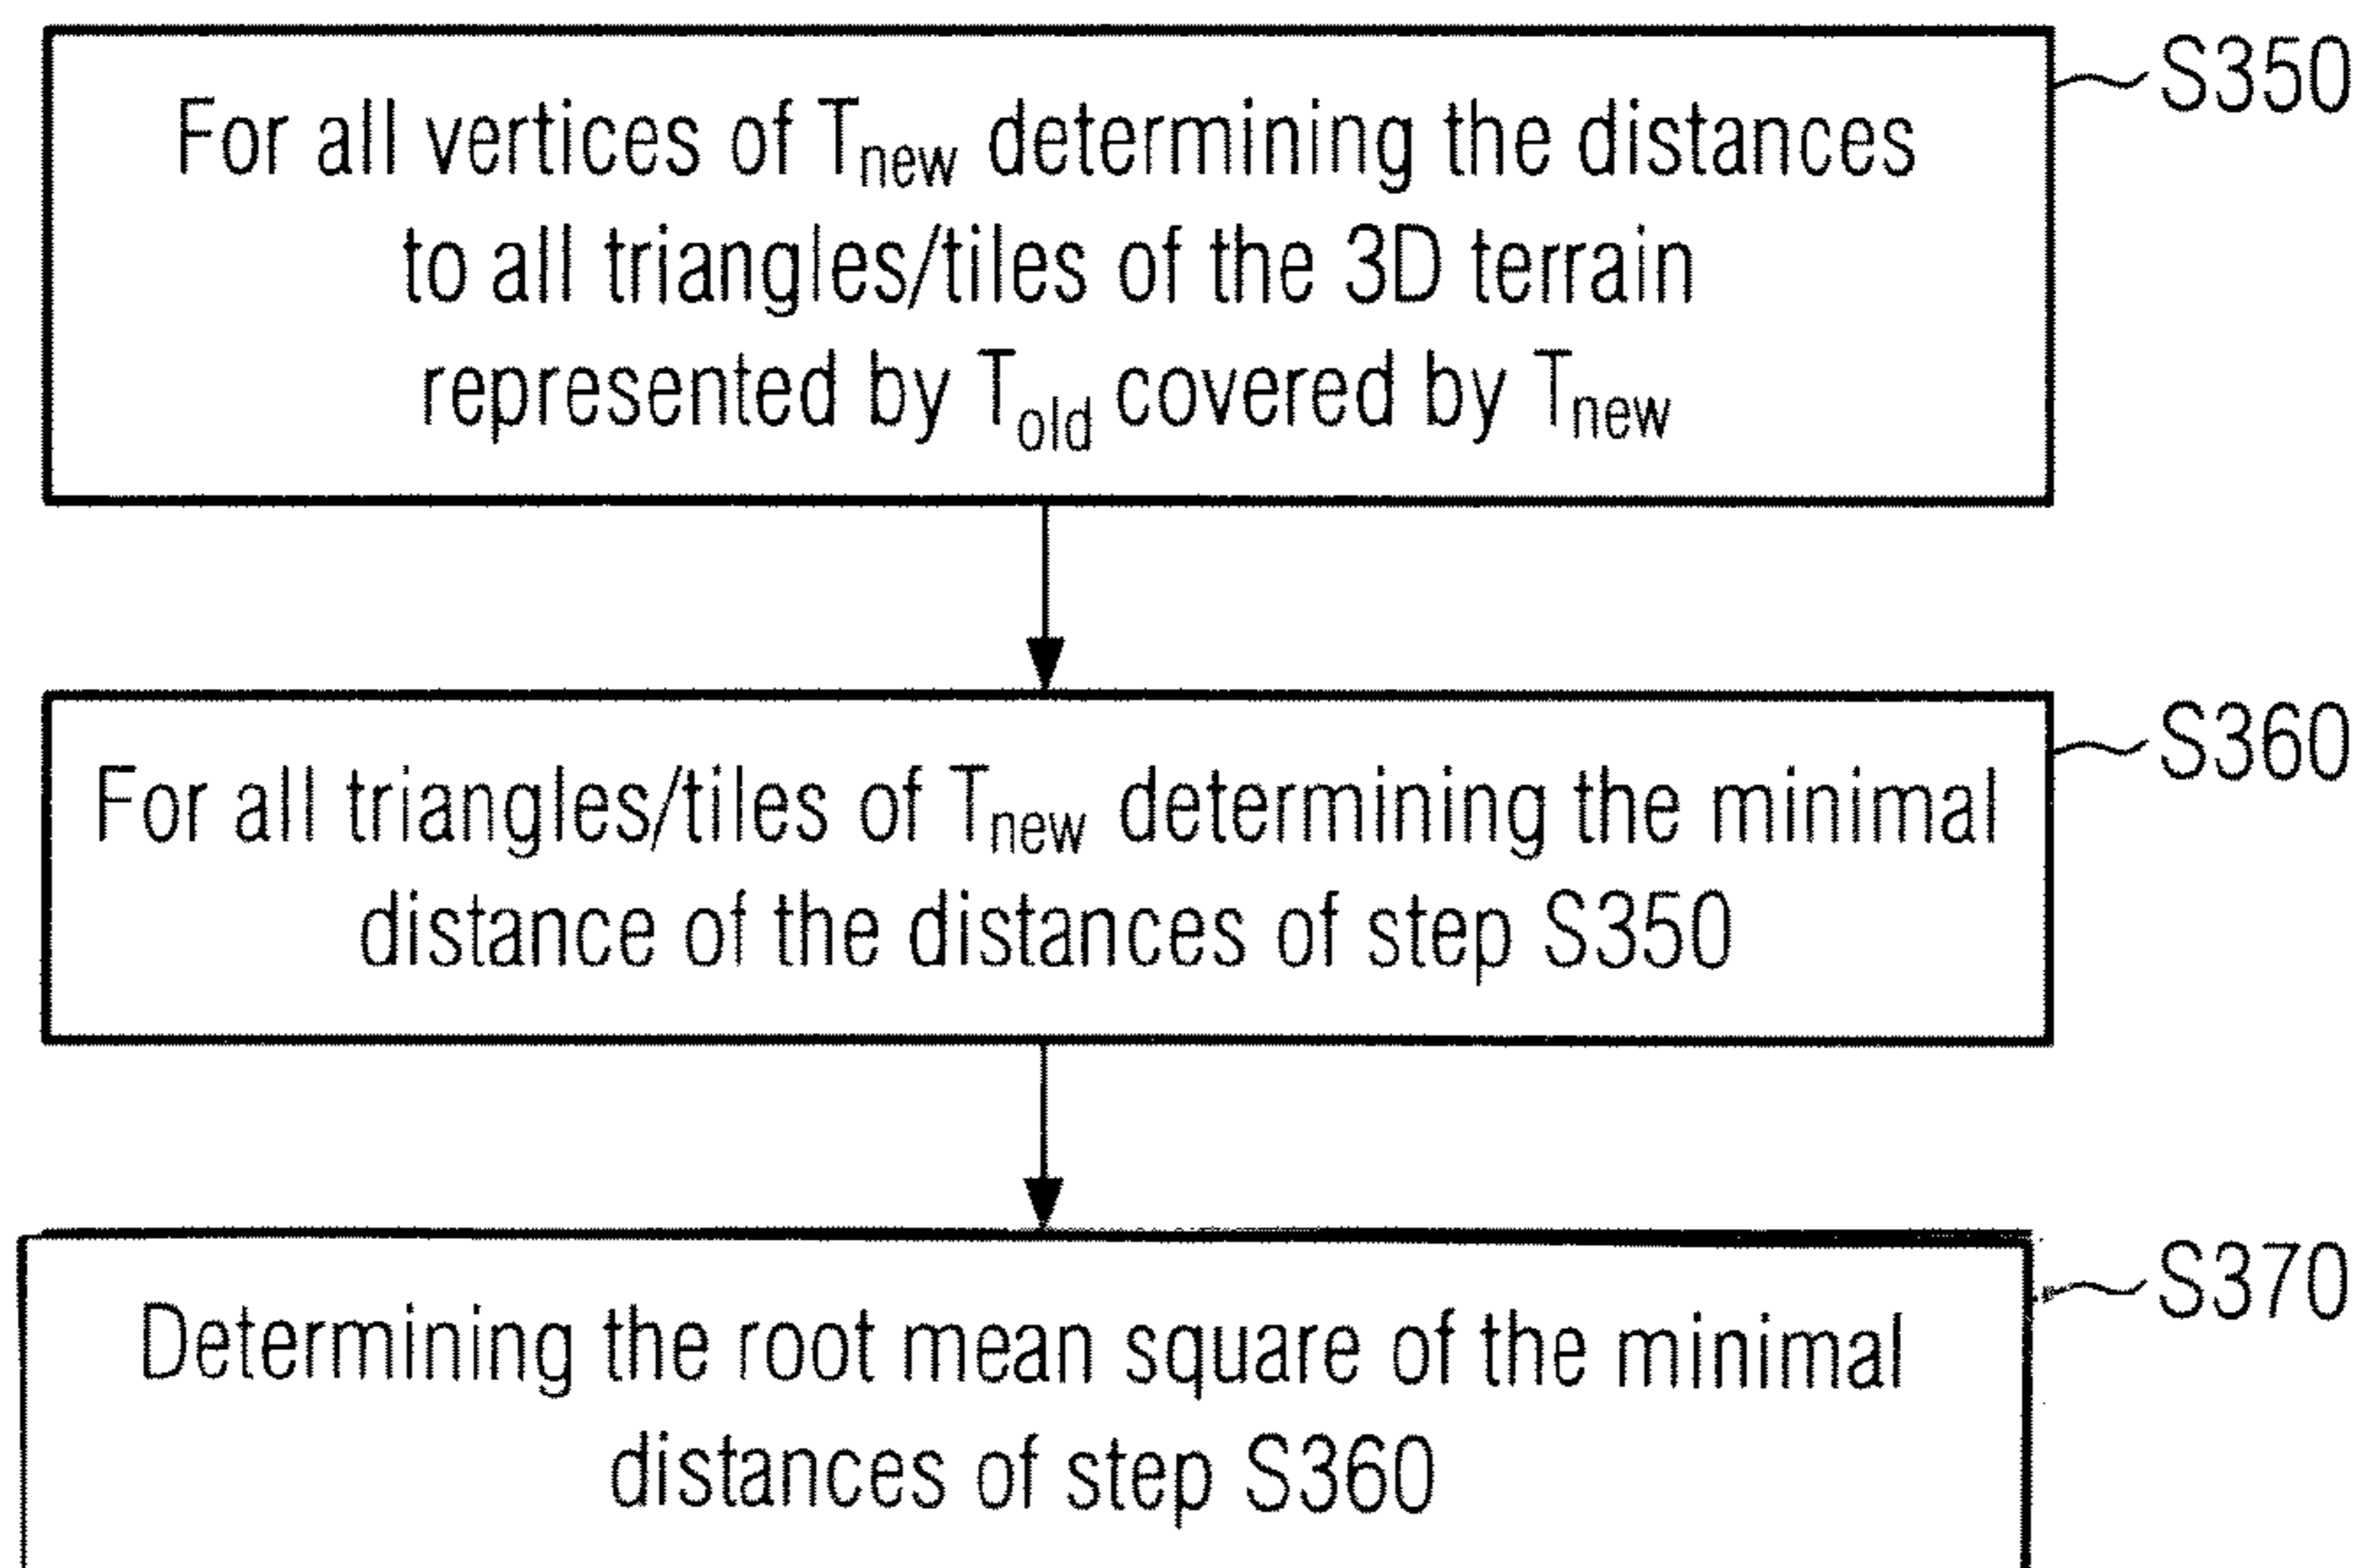 For all vertices of Tnew determining the distances
to all triangles/tiles of the 3D terrain
represented by Told covered by Tnew
S350
For all triangles/tiles of Tnew determining the minimal
distance of the distances of step S350
S360
Determining the root mean square of the minimal
distances of step S360
S370